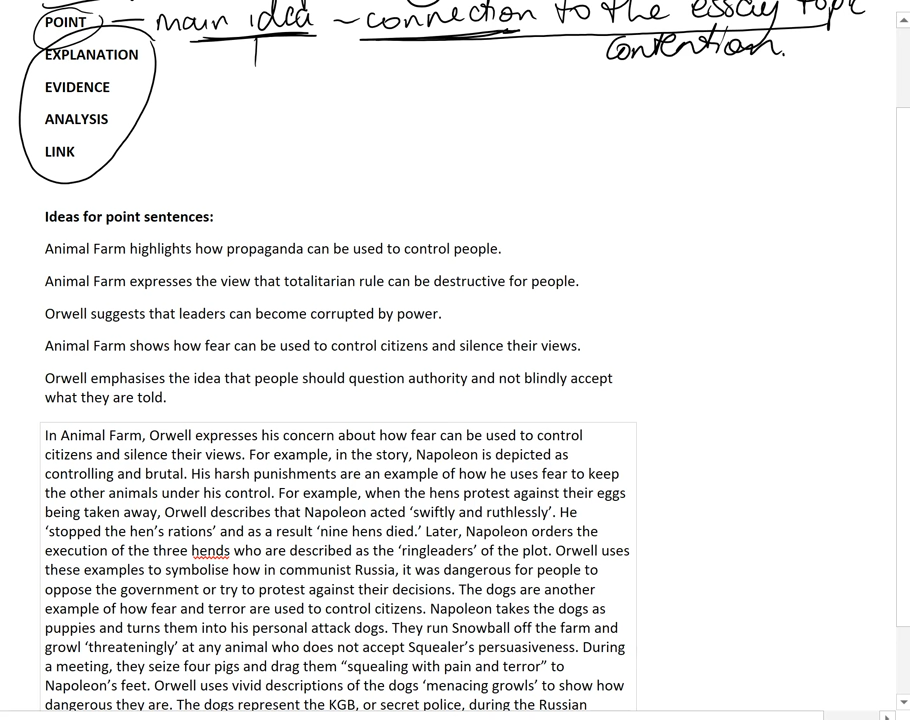 POINT — main idea ~ connection to the essay topic
contention.
EXPLANATION
EVIDENCE
ANALYSIS
LINK
Ideas for point sentences:
Animal Farm highlights how propaganda can be used to control people.
Animal Farm expresses the view that totalitarian rule can be destructive for people.
Orwell suggests that leaders can become corrupted by power.
Animal Farm shows how fear can be used to control citizens and silence their views.
Orwell emphasises the idea that people should question authority and not blindly accept
what they are told.
In Animal Farm, Orwell expresses his concern about how fear can be used to control
citizens and silence their views. For example, in the story, Napoleon is depicted as
controlling and brutal. His harsh punishments are an example of how he uses fear to keep
the other animals under his control. For example, when the hens protest against their eggs
being taken away, Orwell describes that Napoleon acted ‘swiftly and ruthlessly’. He
‘stopped the hen’s rations’ and as a result ‘nine hens died.’ Later, Napoleon orders the
execution of the three hends who are described as the ‘ringleaders’ of the plot. Orwell uses
these examples to symbolise how in communist Russia, it was dangerous for people to
oppose the government or try to protest against their decisions. The dogs are another
example of how fear and terror are used to control citizens. Napoleon takes the dogs as
puppies and turns them into his personal attack dogs. They run Snowball off the farm and
growl ‘threateningly’ at any animal who does not accept Squealer’s persuasiveness. During
a meeting, they seize four pigs and drag them “squealing with pain and terror” to
Napoleon’s feet. Orwell uses vivid descriptions of the dogs ‘menacing growls’ to show how
dangerous they are. The dogs represent the KGB, or secret police, during the Russian